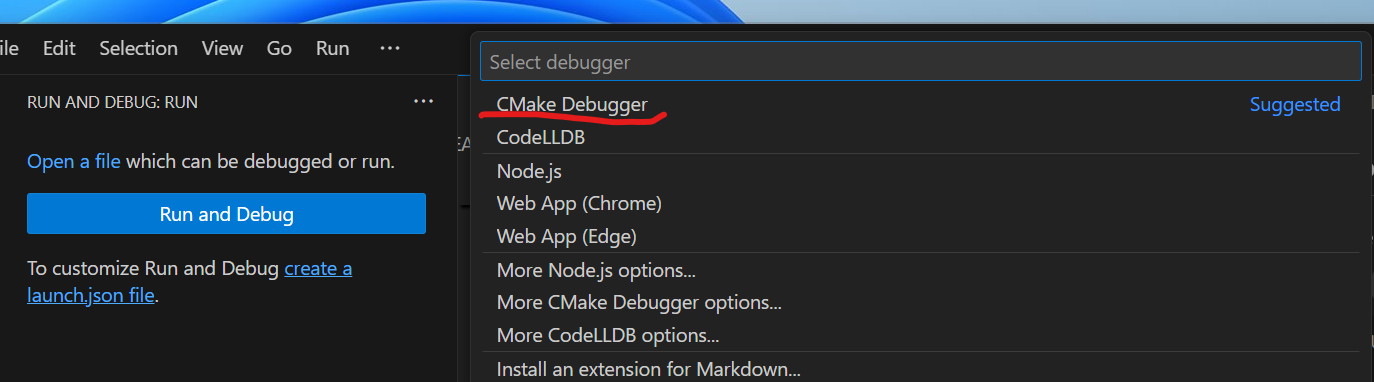 ile Edit Selection View Go Run ···
Select debugger
RUN AND DEBUG: RUN ···
CMake Debugger Suggested
CodeLLDB
Open a file which can be debugged or run.
Node.js
Run and Debug
Web App (Chrome)
Web App (Edge)
To customize Run and Debug create a
launch.json file.
More Node.js options...
More CMake Debugger options...
More CodeLLDB options...
Install an extension for Markdown...